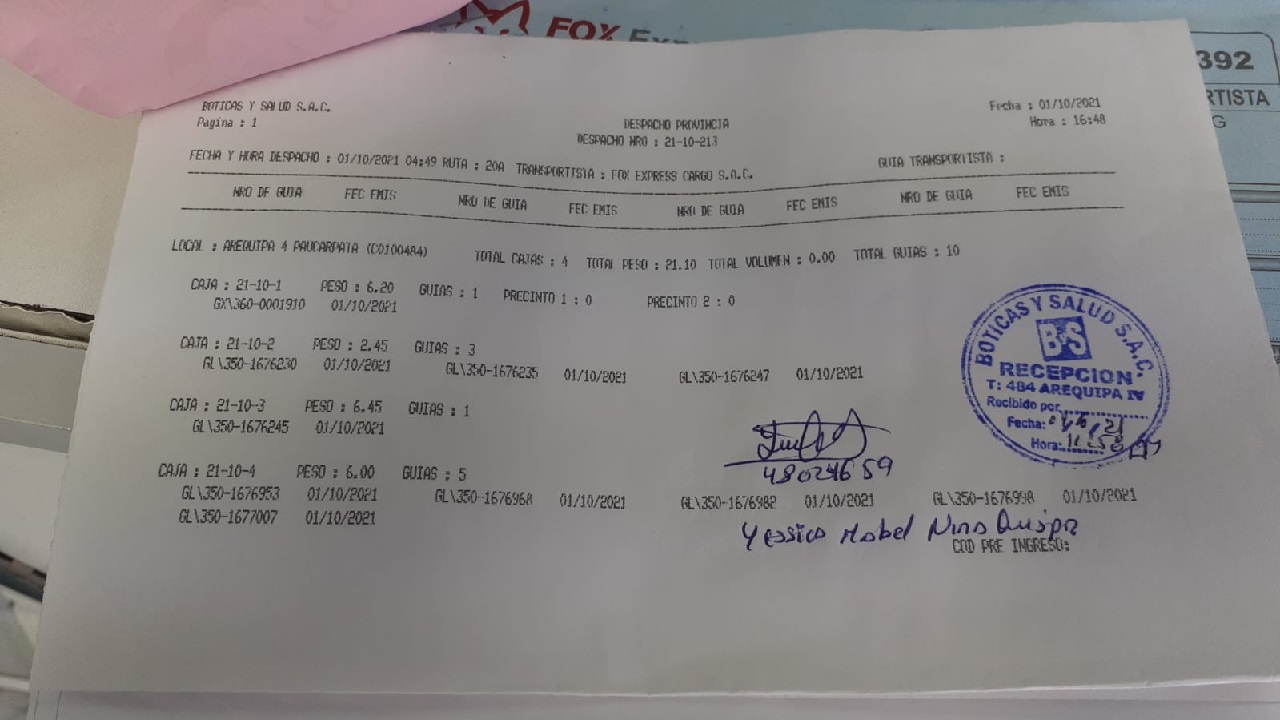 FOX
392
RTISTA
G
BOTICAS Y SALUD S.A.C.
Pagina : 1
DESPACHO PROVINCIA
DESPACHO NRO : 21-10-213
Fecha : 01/10/2021
Hora : 16:48
FECHA Y HORA DESPACHO : 01/10/2021 04:49 RUTA : 20A TRANSPORTISTA : FOX EXPRESS CARGO S.A.C. GUIA TRANSPORTISTA :
NRO DE GUIA FEC EMIS NRO DE GUIA FEC EMIS NRO DE GUIA FEC EMIS NRO DE GUIA FEC EMIS
LOCAL : AREQUIPA 4 PAUCARPATA (CO100484) TOTAL CAJAS : 4 TOTAL PESO : 21.10 TOTAL VOLUMEN : 0.00 TOTAL GUIAS : 10
CAJA : 21-10-1 PESO : 6.20 GUIAS : 1 PRECINTO 1 : 0 PRECINTO 2 : 0
GX\360-0001910 01/10/2021
CAJA : 21-10-2 PESO : 2.45 GUIAS : 3
GL\350-1676230 01/10/2021 GL\350-1676235 01/10/2021 GL\350-1676247 01/10/2021
CAJA : 21-10-3 PESO : 6.45 GUIAS : 1
GL\350-1676245 01/10/2021
CAJA : 21-10-4 PESO : 6.00 GUIAS : 5
GL\350-1676953 01/10/2021 GL\350-1676968 01/10/2021 GL\350-1676982 01/10/2021 GL\350-1676998 01/10/2021
GL\350-1677007 01/10/2021
BOTICAS Y SALUD S.A.C.
B·S
RECEPCION
T: 484 AREQUIPA IV
Recibido por
Fecha:
Hora:
48024659
Yessica Mabel Nina Quispe
COD PRE INGRESO: